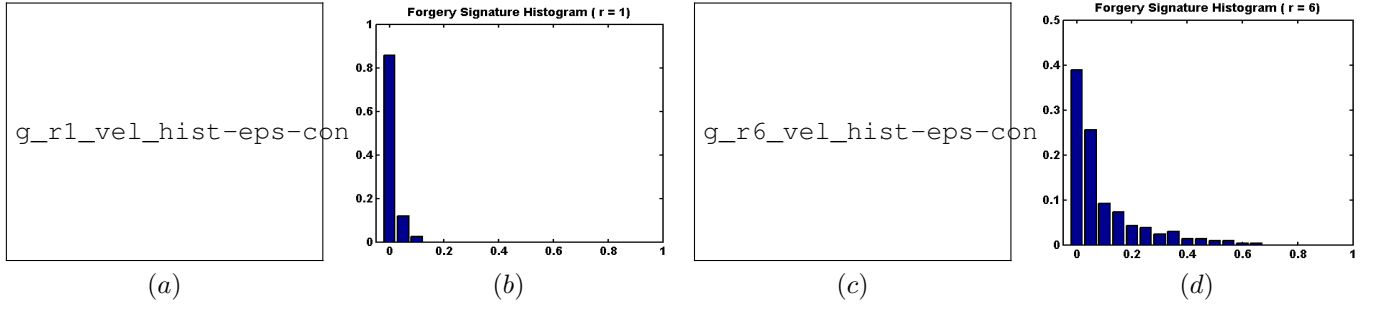 g_r1_vel_hist-eps-con
(a)
Forgery Signature Histogram ( r = 1)
1
0.8
0.6
0.4
0.2
0
0 0.2 0.4 0.6 0.8 1
(b)
g_r6_vel_hist-eps-con
(c)
Forgery Signature Histogram ( r = 6)
0.5
0.4
0.3
0.2
0.1
0
0 0.2 0.4 0.6 0.8 1
(d)